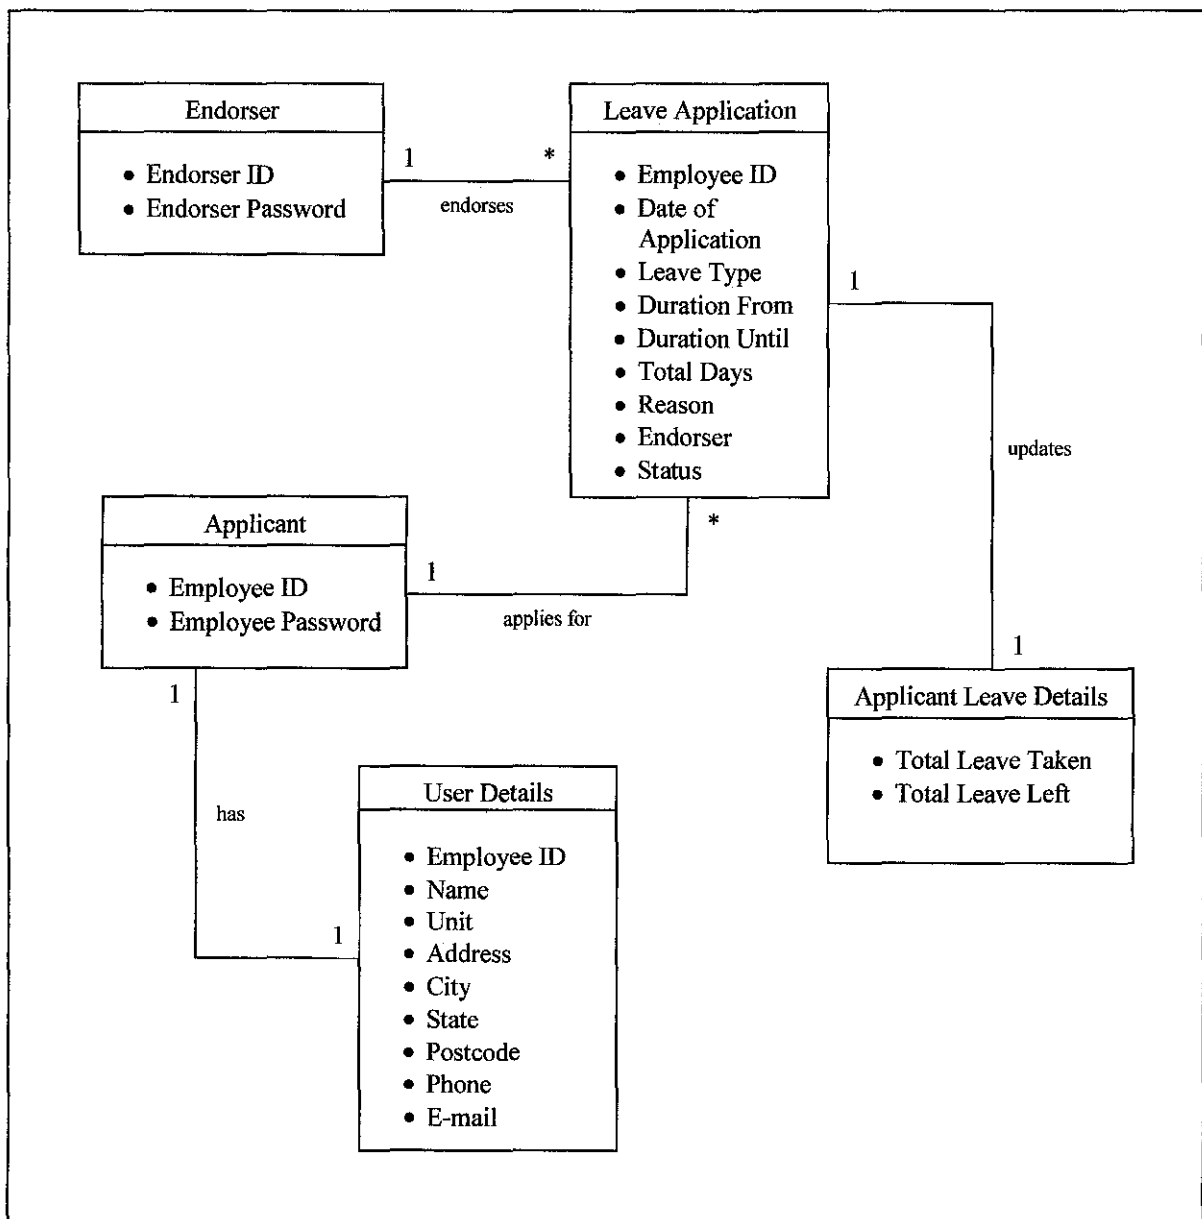 Endorser
• Endorser ID
• Endorser Password
1
*
endorses
Leave Application
• Employee ID
• Date of
Application
• Leave Type
• Duration From
• Duration Until
• Total Days
• Reason
• Endorser
• Status
1
updates
1
*
Applicant
• Employee ID
• Employee Password
1
applies for
1
has
1
User Details
• Employee ID
• Name
• Unit
• Address
• City
• State
• Postcode
• Phone
• E-mail
Applicant Leave Details
• Total Leave Taken
• Total Leave Left